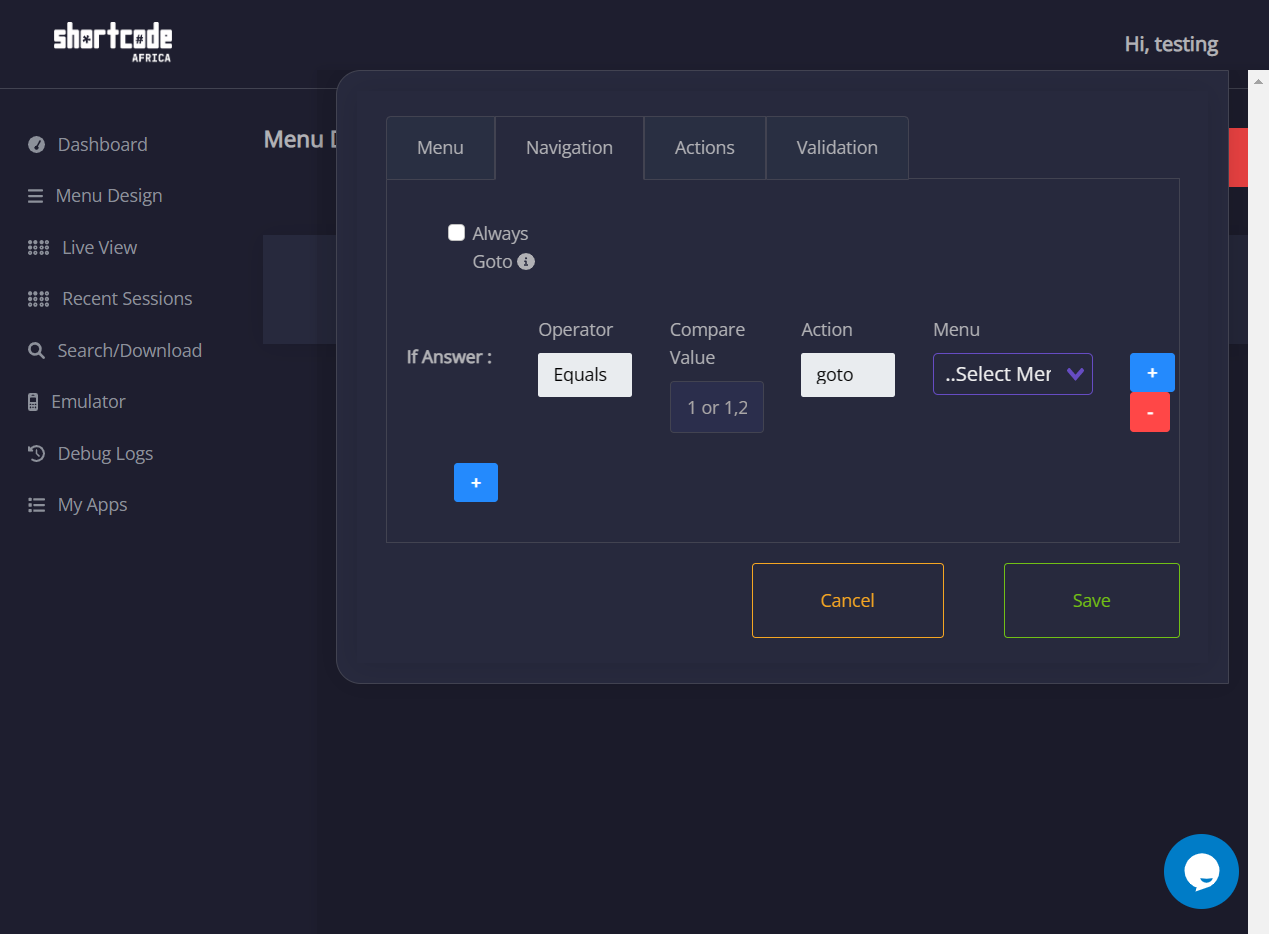 shortcode
AFRICA
Hi, testing
Dashboard
Menu Design
Live View
Recent Sessions
Search/Download
Emulator
Debug Logs
My Apps
Menu
Menu
Navigation
Actions
Validation
Always
Goto
If Answer :
Operator
Compare
Value
Action
Menu
Equals
1 or 1,2
goto
..Select Mer
+
-
+
Cancel
Save